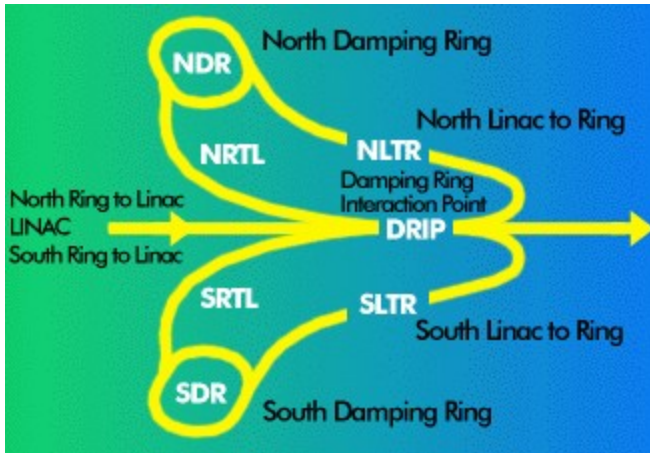 NDR
North Damping Ring
North Linac to Ring
NRTL
NLTR
Damping Ring
Interaction Point
North Ring to Linac
LINAC
DRIP
South Ring to Linac
SRTL
SLTR
South Linac to Ring
SDR
South Damping Ring